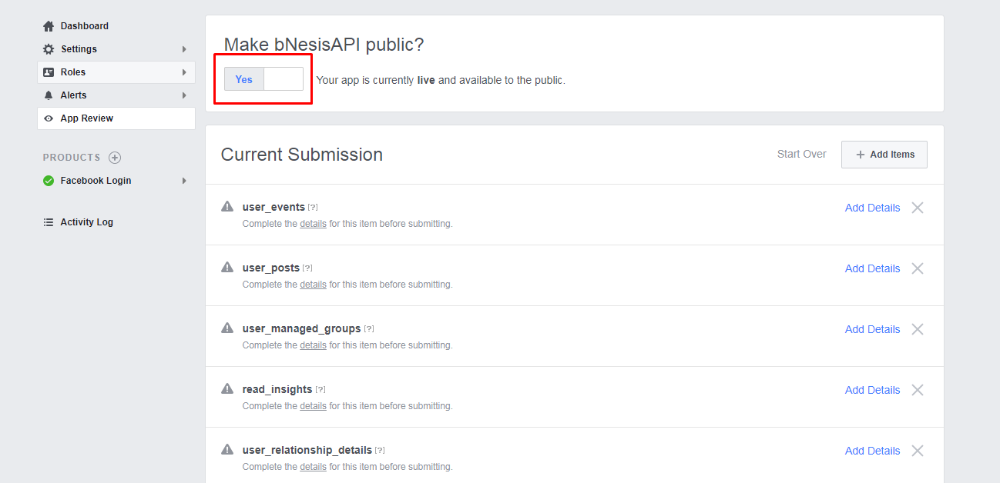 Dashboard
Settings
Roles
Alerts
App Review
PRODUCTS
Facebook Login
Activity Log
Make bNesisAPI public?
Yes
Your app is currently live and available to the public.
Current Submission
Start Over
Add Items
user_events [?]
Complete the details for this item before submitting.
Add Details
user_posts [?]
Complete the details for this item before submitting.
Add Details
user_managed_groups [?]
Complete the details for this item before submitting.
Add Details
read_insights [?]
Complete the details for this item before submitting.
Add Details
user_relationship_details [?]
Complete the details for this item before submitting.
Add Details